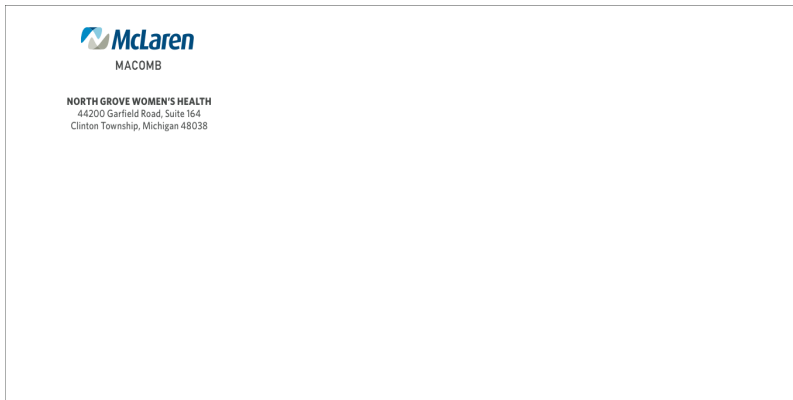 McLaren
MACOMB
NORTH GROVE WOMEN'S HEALTH
44200 Garfield Road, Suite 164
Clinton Township, Michigan 48038